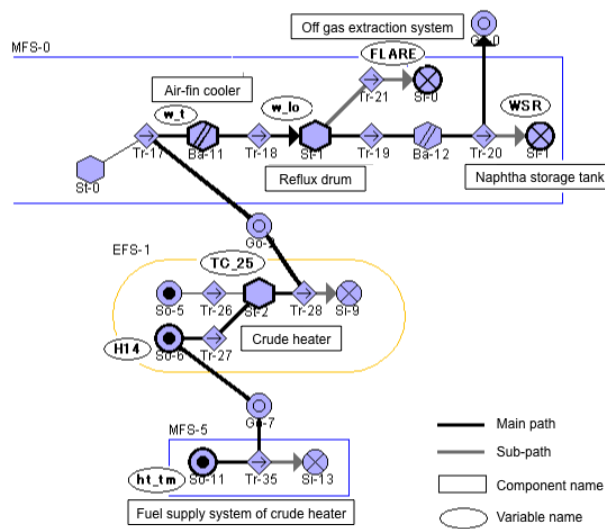 Off gas extraction system
MFS-0
FLARE
Go-0
Air-fin cooler
Tr-21
Si-0
w_t
w_lo
WSR
Tr-17
Ba-11
Tr-18
St-1
Tr-19
Ba-12
Tr-20
Si-1
St-0
Reflux drum
Naphtha storage tank
EFS-1
TC_25
So-5
Tr-26
St-2
Tr-28
Si-9
H14
So-6
Tr-27
Crude heater
Go-7
MFS-5
Main path
Sub-path
ht_tm
So-11
Tr-35
Si-13
Component name
Fuel supply system of crude heater
Variable name